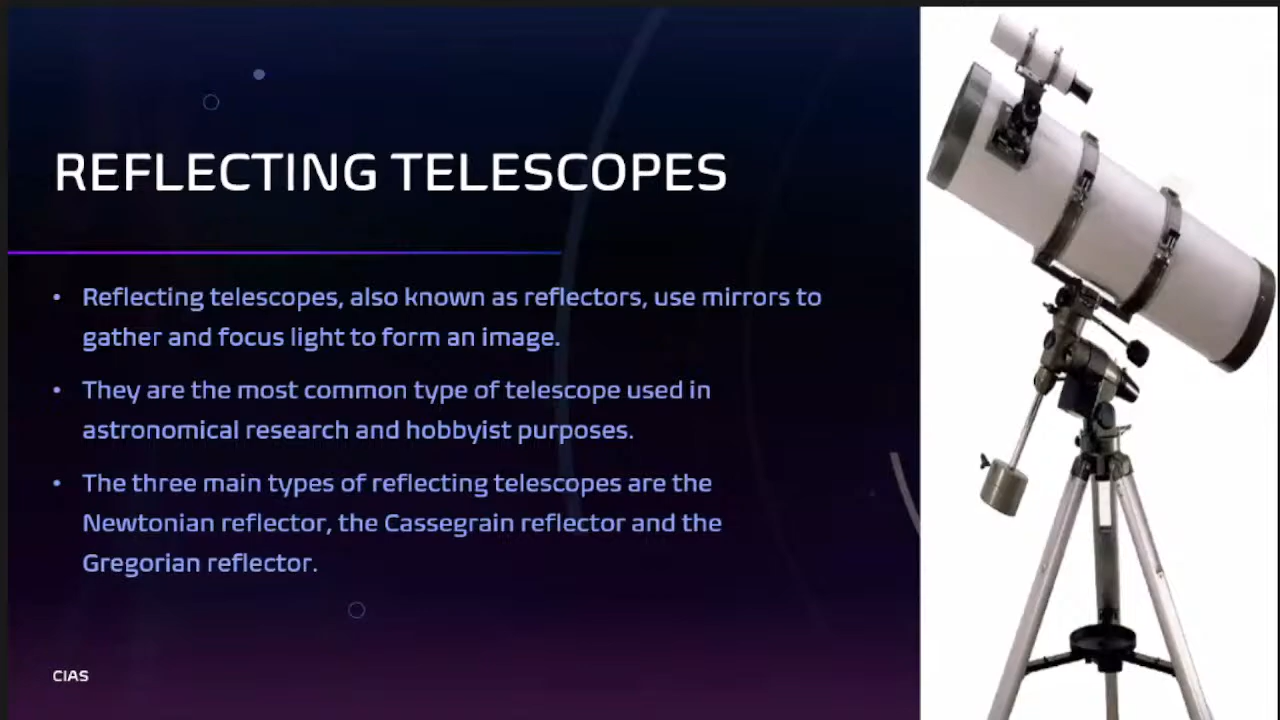 REFLECTING TELESCOPES
• Reflecting telescopes, also known as reflectors, use mirrors to
gather and focus light to form an image.
• They are the most common type of telescope used in
astronomical research and hobbyist purposes.
• The three main types of reflecting telescopes are the
Newtonian reflector, the Cassegrain reflector and the
Gregorian reflector.
CIAS